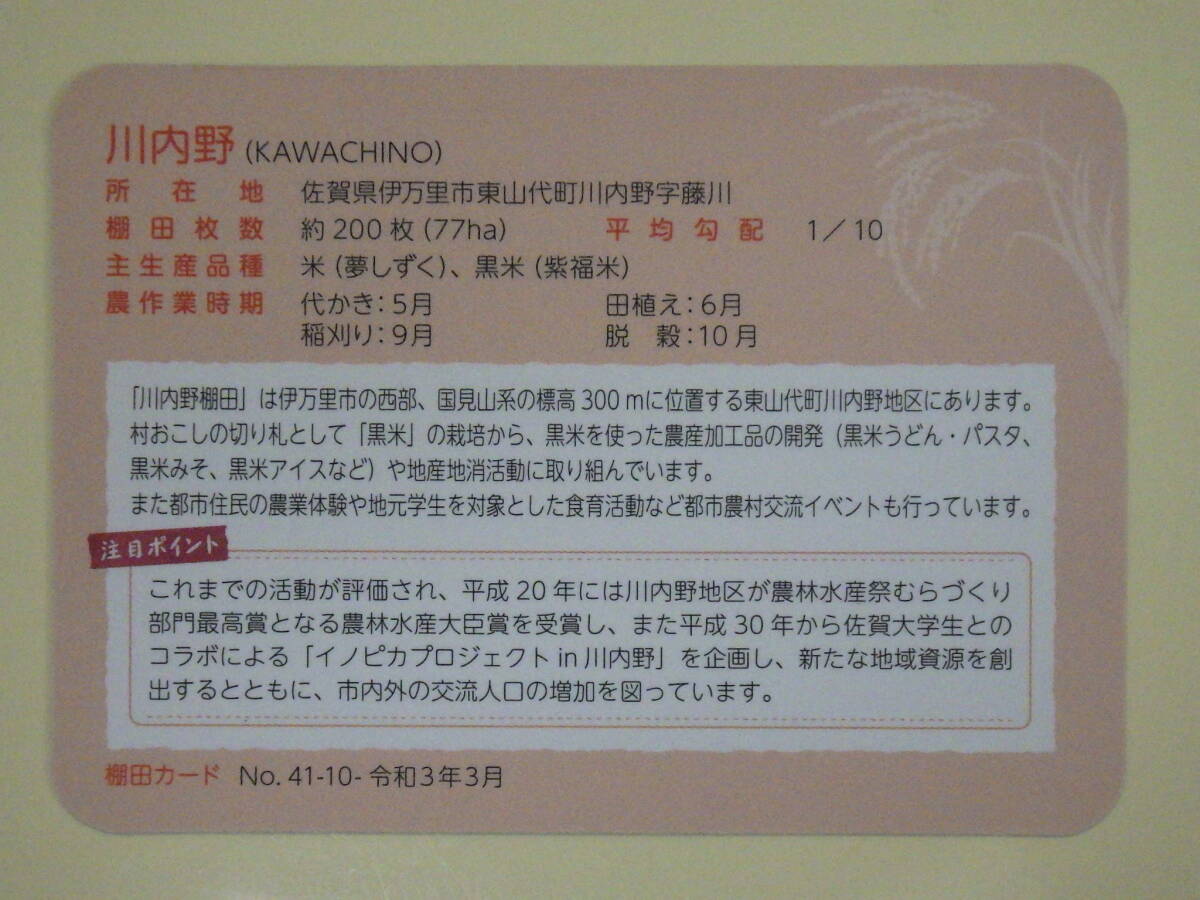 川内野 (KAWACHINO)
所在地 佐賀県伊万里市東山代町川内野字藤川
棚田枚数 約200枚(77ha) 平均勾配 1／10
主生産品種 米(夢しずく)、黒米(紫福米)
農作業時期 代かき：5月 田植え：6月
稲刈り：9月 脱　穀：10月
「川内野棚田」は伊万里市の西部、国見山系の標高300mに位置する東山代町川内野地区にあります。
村おこしの切り札として「黒米」の栽培から、黒米を使った農産加工品の開発（黒米うどん・パスタ、
黒米みそ、黒米アイスなど）や地産地消活動に取り組んでいます。
また都市住民の農業体験や地元学生を対象とした食育活動など都市農村交流イベントも行っています。
注目ポイント
これまでの活動が評価され、平成20年には川内野地区が農林水産祭むらづくり
部門最高賞となる農林水産大臣賞を受賞し、また平成30年から佐賀大学生との
コラボによる「イノピカプロジェクトin川内野」を企画し、新たな地域資源を創
出するとともに、市内外の交流人口の増加を図っています。
棚田カード No. 41-10- 令和3年3月